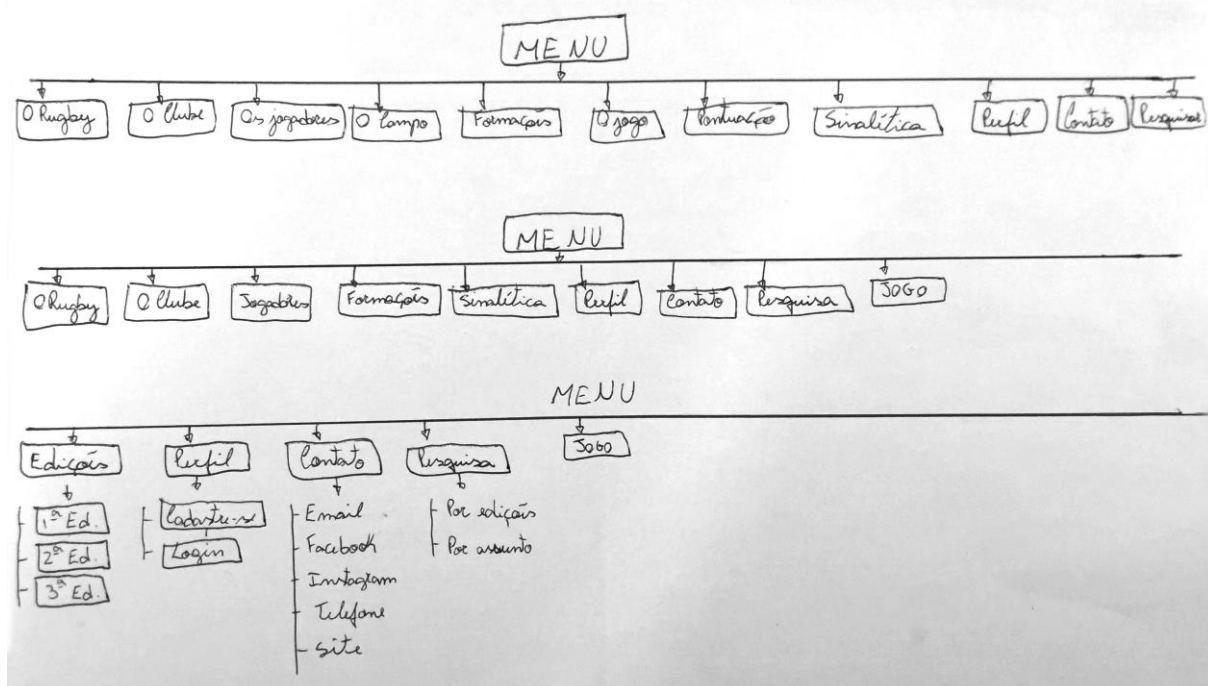 MENU
O Rugby O Clube Os jogadores O Campo Formações O jogo Pontuação Sinalética Perfil Contato Pesquisar
MENU
O Rugby O Clube Jogadores Formações Sinalética Perfil Contato Pesquisa JOGO
MENU
Edições Perfil Contato Pesquisa JOGO
1ª Ed. Cadastre-se Email Por edições
2ª Ed. Login Facebook Por assunto
3ª Ed. Instagram
Telefone
Site